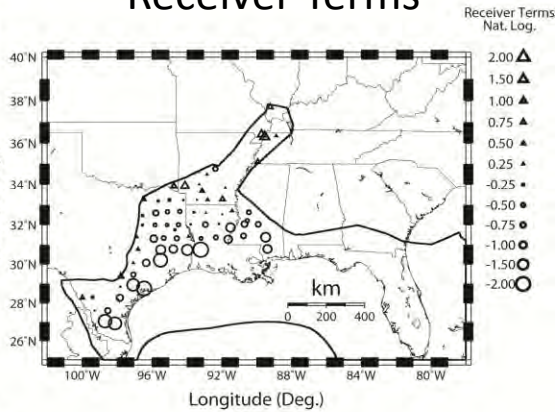 Receiver Terms
Receiver Terms
Nat. Log.
40°N
38°N
36°N
34°N
32°N
30°N
28°N
26°N
2.00
1.50
1.00
0.75
0.50
0.25
-0.25
-0.50
-0.75
-1.00
-1.50
-2.00
km
0 200 400
100°W 96°W 92°W 88°W 84°W 80°W
Longitude (Deg.)